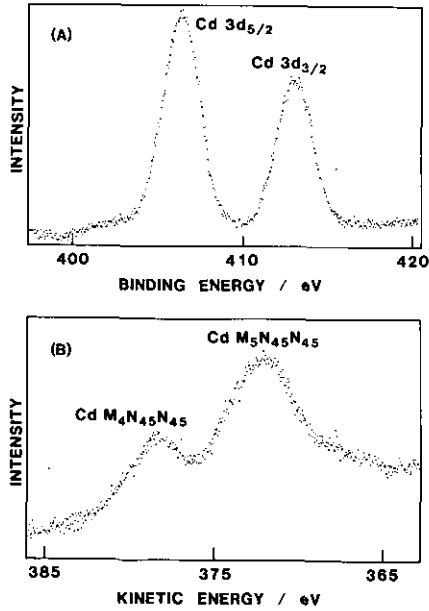 (A)
Cd 3d5/2
Cd 3d3/2
INTENSITY
400
410
420
BINDING ENERGY / eV
(B)
Cd M5N45N45
Cd M4N45N45
INTENSITY
385
375
365
KINETIC ENERGY / eV